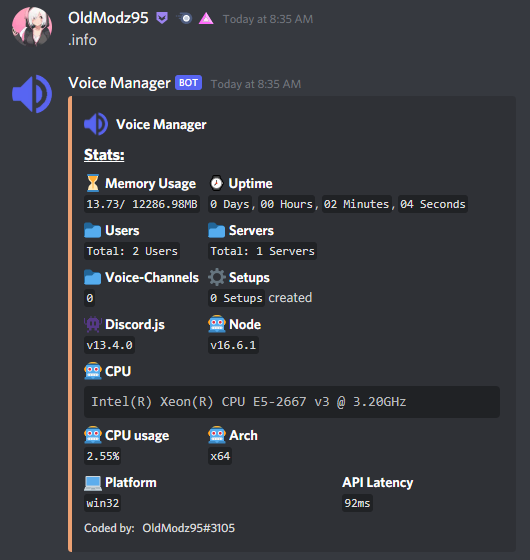 OldModz95 Today at 8:35 AM
.info
Voice Manager BOT Today at 8:35 AM
Voice Manager
Stats:
Memory Usage Uptime
13.73/ 12286.98MB 0 Days, 00 Hours, 02 Minutes, 04 Seconds
Users Servers
Total: 2 Users Total: 1 Servers
Voice-Channels Setups
0 0 Setups created
Discord.js Node
v13.4.0 v16.6.1
CPU
Intel(R) Xeon(R) CPU E5-2667 v3 @ 3.20GHz
CPU usage Arch
2.55% x64
Platform API Latency
win32 92ms
Coded by: OldModz95#3105